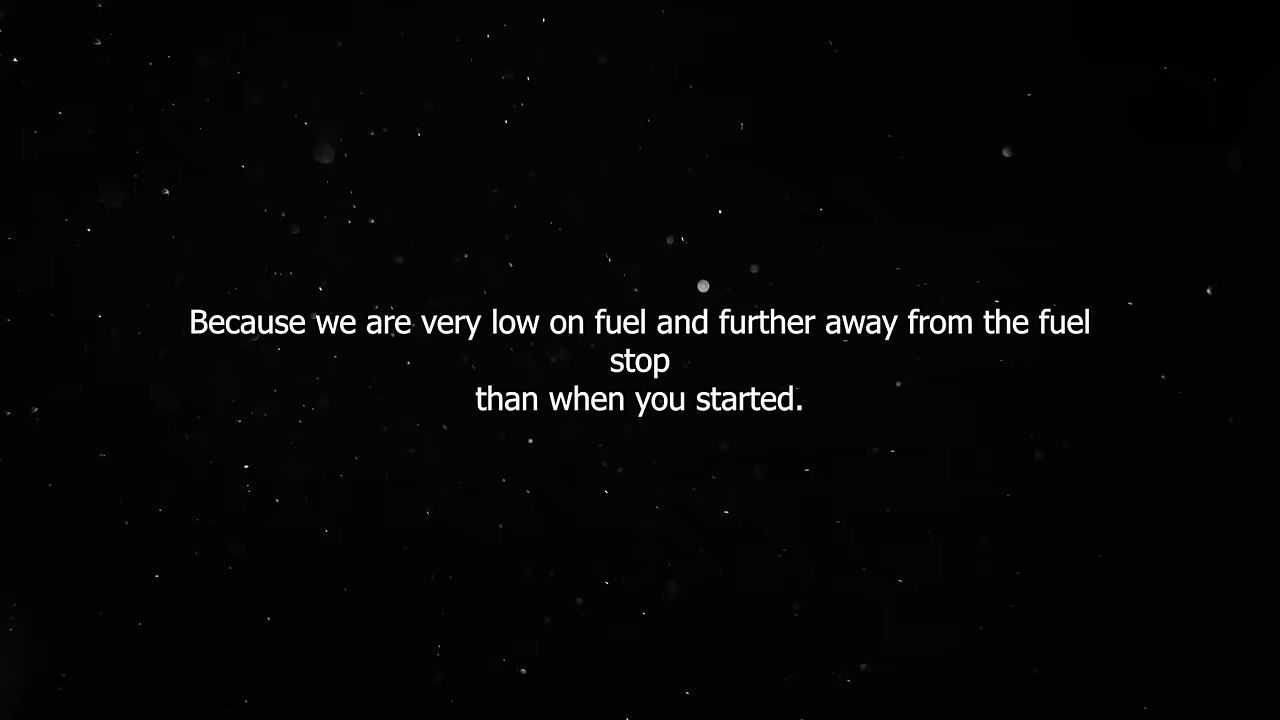 Because we are very low on fuel and further away from the fuel
stop
than when you started.